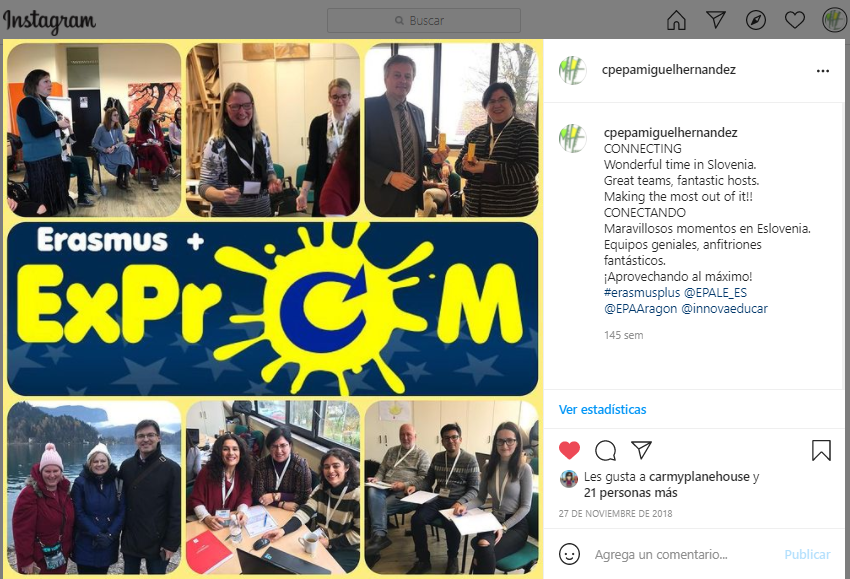 Instagram
Buscar
Erasmus +
ExPrCM
cpepamiguelhernandez
cpepamiguelhernandez
CONNECTING
Wonderful time in Slovenia.
Great teams, fantastic hosts.
Making the most out of it!!
CONECTANDO
Maravillosos momentos en Eslovenia.
Equipos geniales, anfitriones
fantásticos.
¡Aprovechando al máximo!
#erasmusplus @EPALE_ES
@EPAAragon @innovaeducar
145 sem
Ver estadísticas
Les gusta a carmyplanehouse y
21 personas más
27 DE NOVIEMBRE DE 2018
Agrega un comentario...
Publicar